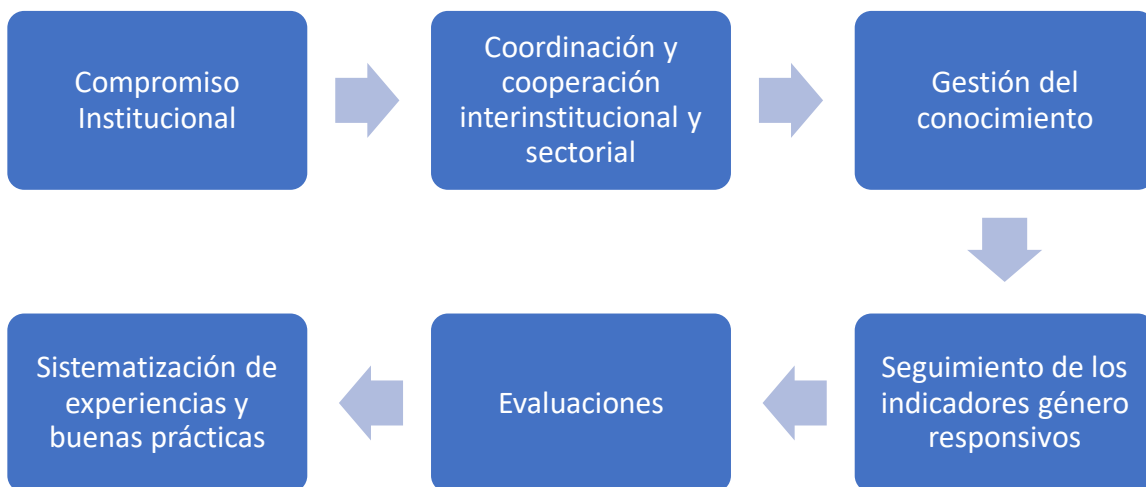 Compromiso
Institucional
Coordinación y
cooperación
interinstitucional y
sectorial
Gestión del
conocimiento
Seguimiento de los
indicadores género
responsivos
Evaluaciones
Sistematización de
experiencias y
buenas prácticas